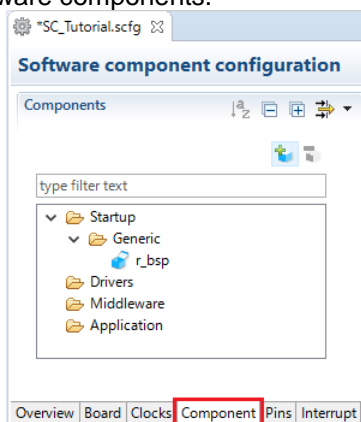 ware components.
*SC_Tutorial.scfg
Software component configuration
Components
type filter text
Startup
Generic
r_bsp
Drivers
Middleware
Application
Overview Board Clocks Component Pins Interrupt